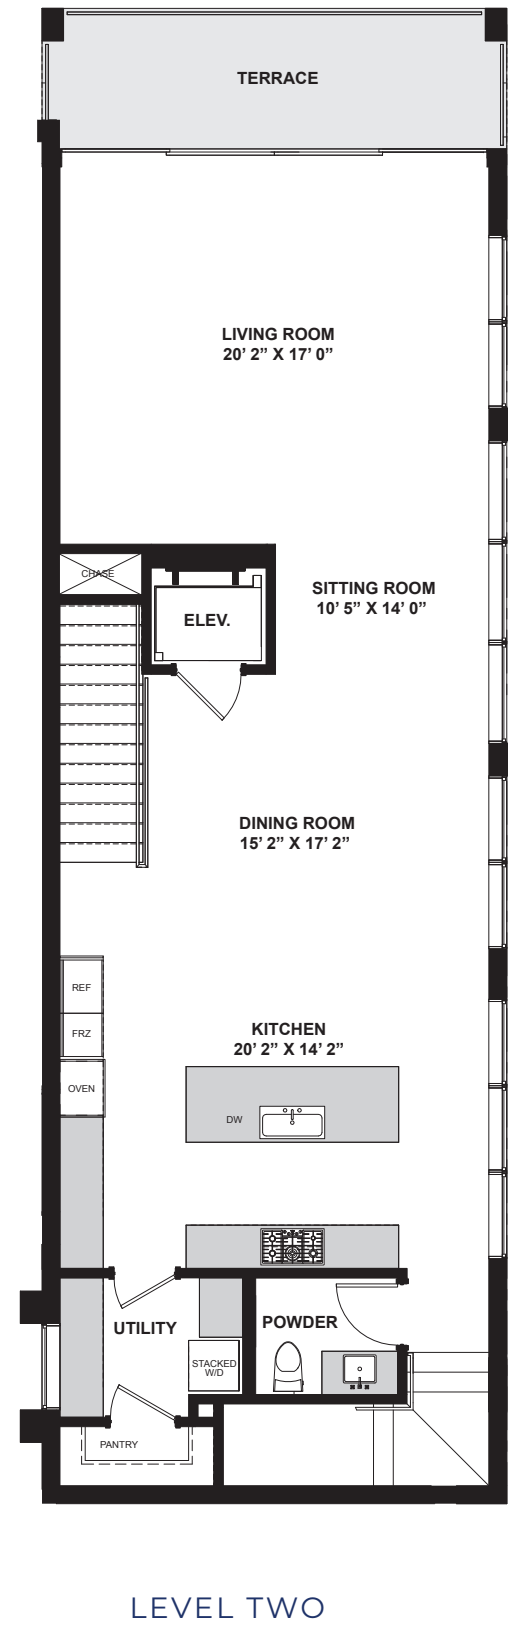 TERRACE
LIVING ROOM
20’ 2” X 17’ 0”
CHASE
ELEV.
SITTING ROOM
10’ 5” X 14’ 0”
DINING ROOM
15’ 2” X 17’ 2”
REF
FRZ
OVEN
KITCHEN
20’ 2” X 14’ 2”
DW
UTILITY
POWDER
STACKED
W/D
PANTRY
LEVEL TWO